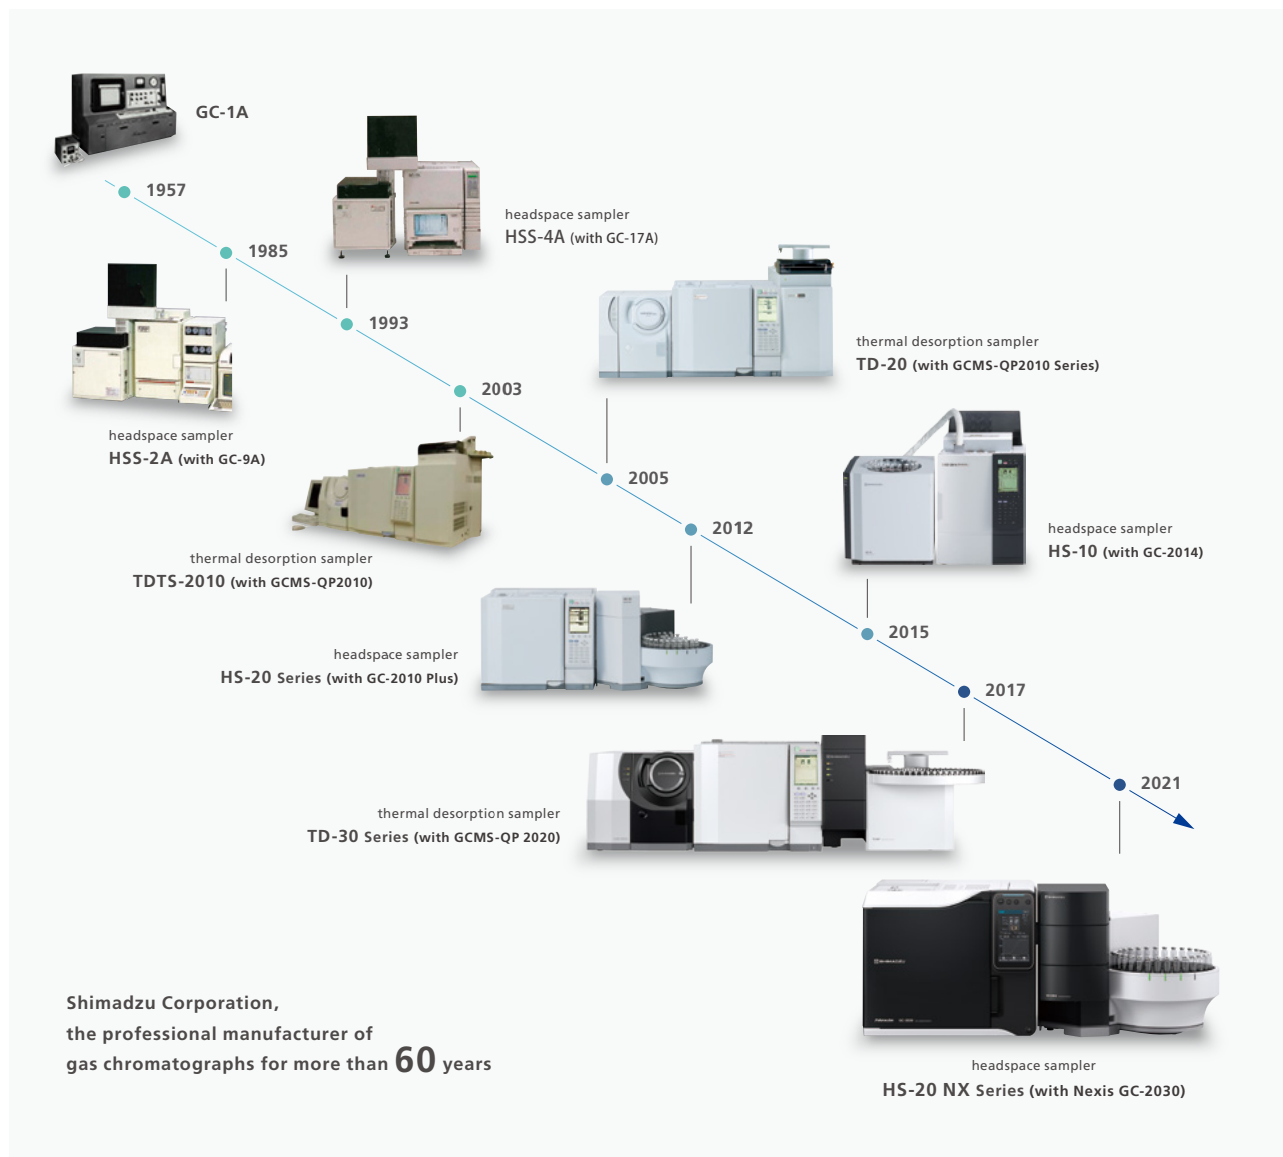 GC-1A
1957
1985
headspace sampler
HSS-2A (with GC-9A)
headspace sampler
HSS-4A (with GC-17A)
1993
2003
thermal desorption sampler
TDTS-2010 (with GCMS-QP2010)
thermal desorption sampler
TD-20 (with GCMS-QP2010 Series)
2005
2012
headspace sampler
HS-20 Series (with GC-2010 Plus)
headspace sampler
HS-10 (with GC-2014)
2015
2017
thermal desorption sampler
TD-30 Series (with GCMS-QP 2020)
2021
headspace sampler
HS-20 NX Series (with Nexis GC-2030)
Shimadzu Corporation,
the professional manufacturer of
gas chromatographs for more than 60 years